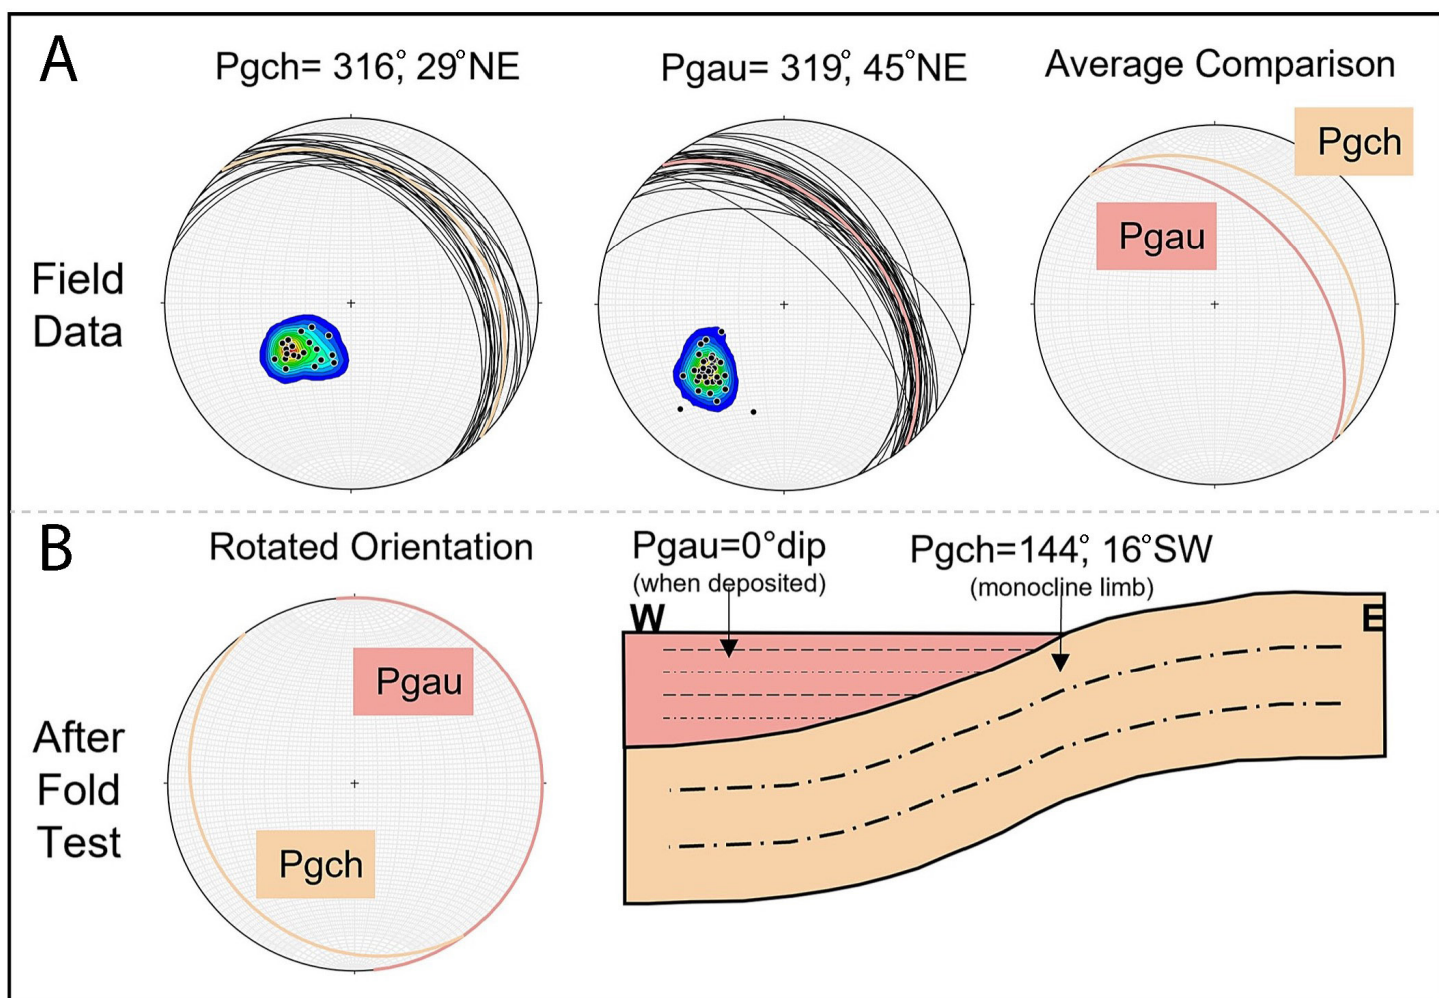 A
Pgch= 316°, 29°NE
Pgau= 319°, 45°NE
Average Comparison
Pgch
Pgau
Field
Data
B
Rotated Orientation
Pgau=0°dip
(when deposited)
Pgch=144°, 16°SW
(monocline limb)
W
E
Pgau
After
Fold
Test
Pgch